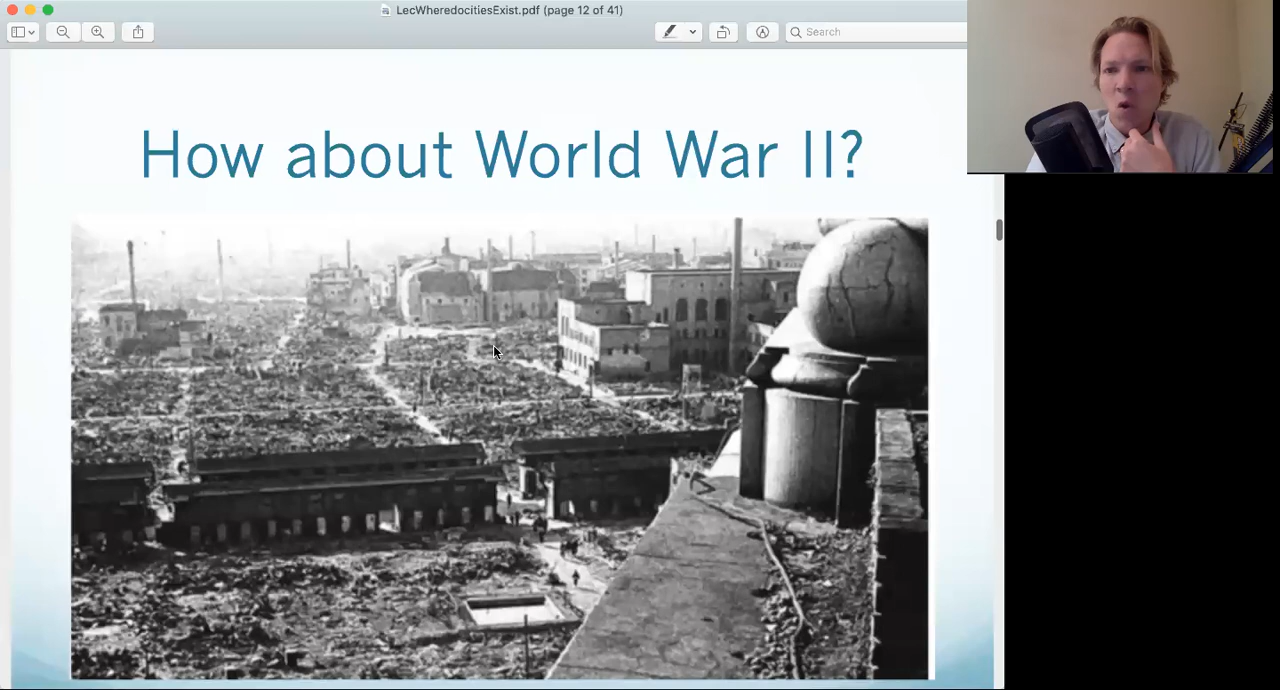 LecWheredocitiesExist.pdf (page 12 of 41)
Search
How about World War II?